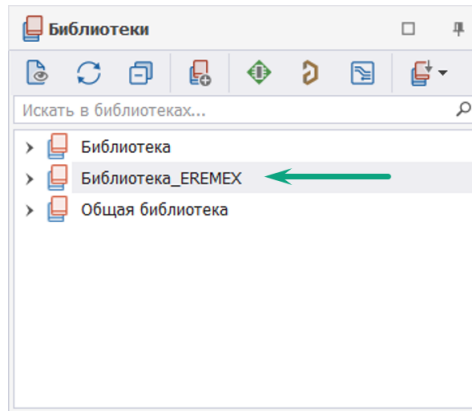 Библиотеки
Искать в библиотеках...
Библиотека
Библиотека_EREMEX
Общая библиотека